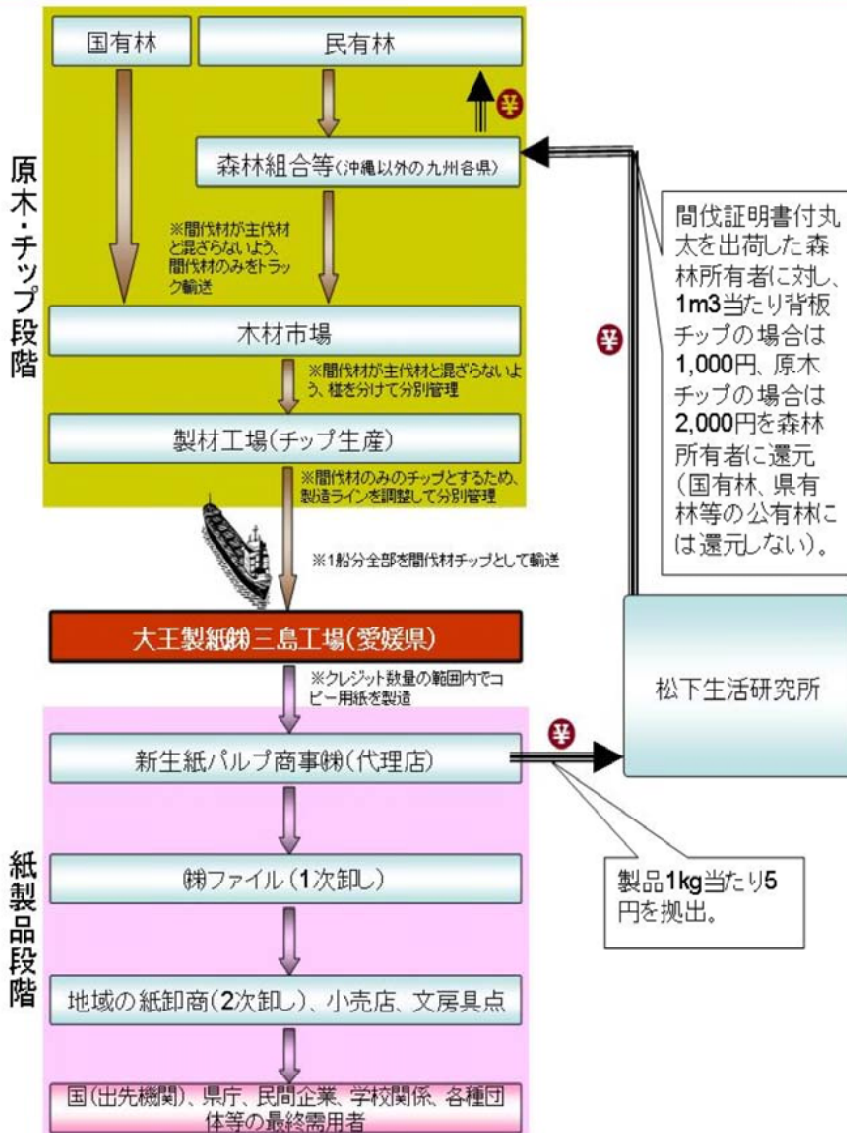 国有林
民有林
¥
森林組合等(沖縄以外の九州各県)
原木・チップ段階
※間伐材が主伐材
と混ざらないよう、
間伐材のみをトラッ
ク輸送
木材市場
※間伐材が主伐材と混ざらないよ
う、椪を分けて分別管理
製材工場(チップ生産)
※間伐材のみのチップとするため、
製造ラインを調整して分別管理
※1船分全部を間伐材チップとして輸送
大王製紙㈱三島工場(愛媛県)
※クレジット数量の範囲内でコ
ピー用紙を製造
紙製品段階
新生紙パルプ商事㈱(代理店)
¥
㈱ファイル(1次卸し)
地域の紙卸商(2次卸し)、小売店、文房具点
国(出先機関)、県庁、民間企業、学校関係、各種団
体等の最終需用者
¥
間伐証明書付丸
太を出荷した森
林所有者に対し、
1m3当たり背板
チップの場合は
1,000円、原木
チップの場合は
2,000円を森林
所有者に還元
(国有林、県有
林等の公有林に
は還元しない)。
松下生活研究所
製品1kg当たり5
円を拠出。